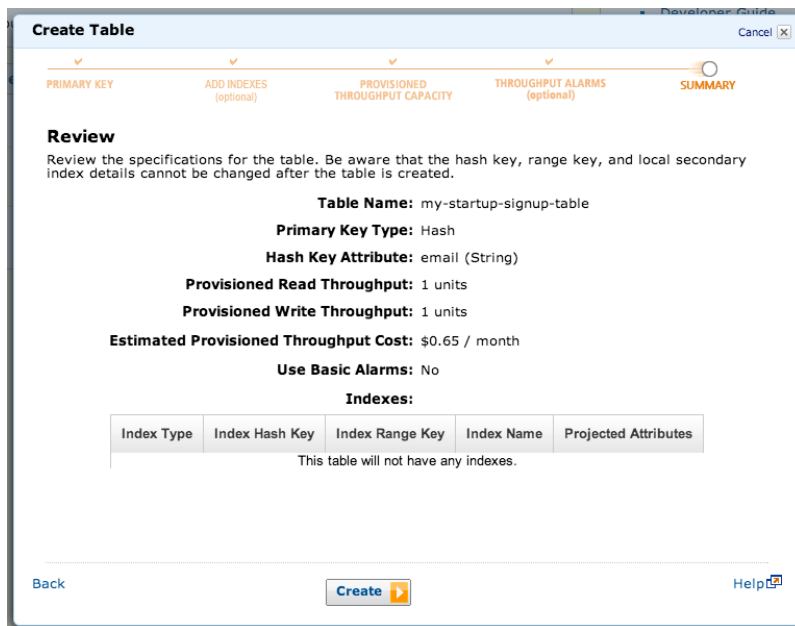 Developer Guide
Create Table
Cancel
PRIMARY KEY
ADD INDEXES
(optional)
PROVISIONED
THROUGHPUT CAPACITY
THROUGHPUT ALARMS
(optional)
SUMMARY
Review
Review the specifications for the table. Be aware that the hash key, range key, and local secondary
index details cannot be changed after the table is created.
Table Name: my-startup-signup-table
Primary Key Type: Hash
Hash Key Attribute: email (String)
Provisioned Read Throughput: 1 units
Provisioned Write Throughput: 1 units
Estimated Provisioned Throughput Cost: $0.65 / month
Use Basic Alarms: No
Indexes:
Index Type Index Hash Key Index Range Key Index Name Projected Attributes
This table will not have any indexes.
Back
Create
Help